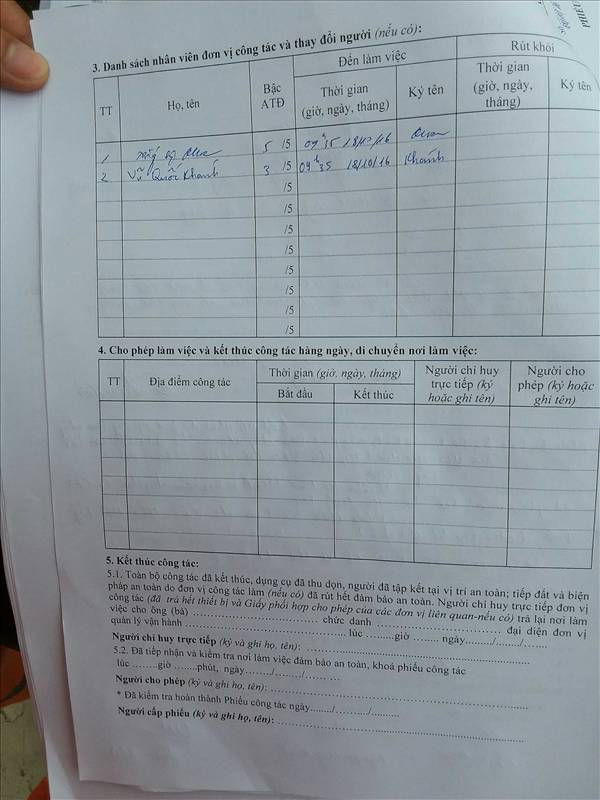 3. Danh sách nhân viên đơn vị công tác và thay đổi người (nếu có):
TT Họ, tên Bậc ATĐ Đến làm việc Rút khỏi
Thời gian (giờ, ngày, tháng) Ký tên Thời gian (giờ, ngày, tháng) Ký tên
1 5 /5 09h35 18/10/16
2 Vũ Quốc Khanh 3 /5 09h35 18/10/16 Khanh
/5
/5
/5
/5
/5
/5
/5
/5
4. Cho phép làm việc và kết thúc công tác hàng ngày, di chuyển nơi làm việc:
TT Địa điểm công tác Thời gian (giờ, ngày, tháng) Người chỉ huy trực tiếp (ký hoặc ghi tên) Người cho phép (ký hoặc ghi tên)
Bắt đầu Kết thúc
5. Kết thúc công tác:
5.1. Toàn bộ công tác đã kết thúc, dụng cụ đã thu dọn, người đã tập kết tại vị trí an toàn; tiếp đất và biện
pháp an toàn do đơn vị công tác làm (nếu có) đã rút hết đảm bảo an toàn. Người chỉ huy trực tiếp đơn vị
công tác (đã trả hết thiết bị và Giấy phối hợp cho phép của các đơn vị liên quan-nếu có) trả lại nơi làm
việc cho ông (bà) ........ chức danh ........ đại diện đơn vị
quản lý vận hành ........ lúc ........giờ ........ ngày......../......../........
Người chỉ huy trực tiếp (ký và ghi họ, tên): ........
5.2. Đã tiếp nhận và kiểm tra nơi làm việc đảm bảo an toàn, khoá phiếu công tác
lúc ........giờ ........phút, ngày......../......../........
Người cho phép (ký và ghi họ, tên): ........
* Đã kiểm tra hoàn thành Phiếu công tác ngày......../......../........
Người cấp phiếu (ký và ghi họ, tên): ........